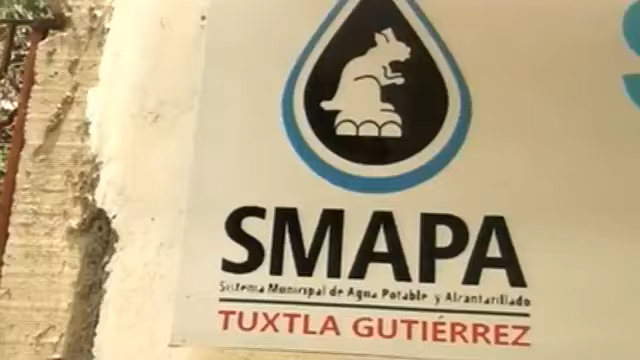 SMAPA
Sistema Municipal de Agua Potable y Alcantarillado
TUXTLA GUTIÉRREZ